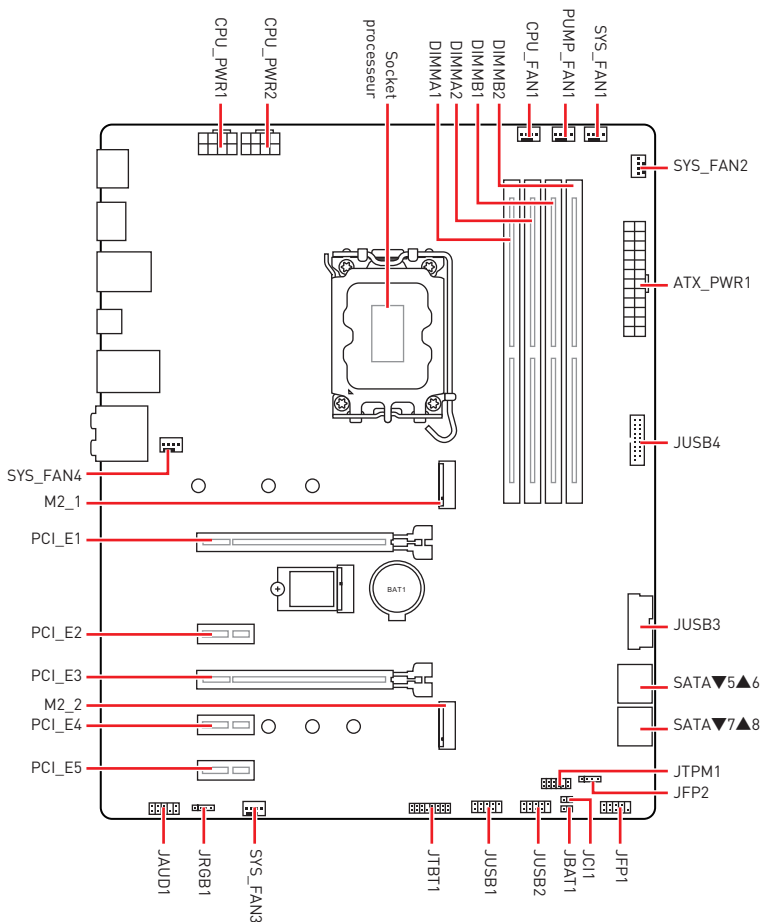 CPU_PWR1
CPU_PWR2
Socket
processeur
DIMMA1
DIMMA2
DIMMB1
DIMMB2
CPU_FAN1
PUMP_FAN1
SYS_FAN1
SYS_FAN2
ATX_PWR1
JUSB4
SYS_FAN4
M2_1
PCI_E1
BAT1
PCI_E2
JUSB3
PCI_E3
SATA▼5▲6
M2_2
PCI_E4
SATA▼7▲8
PCI_E5
JTPM1
JFP2
JAUD1
JRGB1
SYS_FAN3
JTBT1
JUSB1
JUSB2
JBAT1
JCI1
JFP1